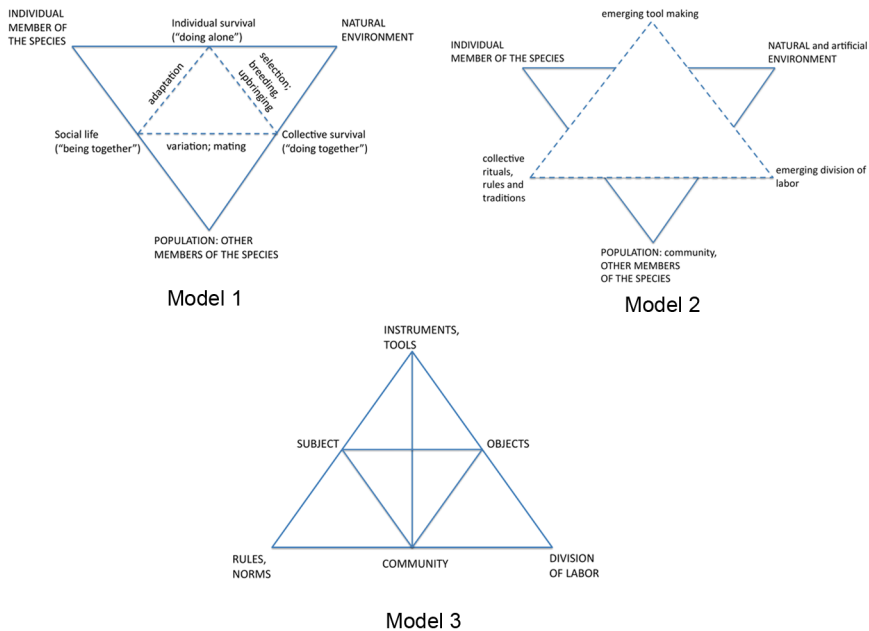 INDIVIDUAL
MEMBER OF
THE SPECIES
Individual survival
(“doing alone”)
NATURAL
ENVIRONMENT
adaptation
selection;
breeding,
upbringing
Social life
(“being together”)
variation; mating
Collective survival
(“doing together”)
POPULATION: OTHER
MEMBERS OF THE SPECIES
Model 1
emerging tool making
INDIVIDUAL
MEMBER OF THE SPECIES
NATURAL and artificial
ENVIRONMENT
collective
rituals,
rules and
traditions
emerging division of
labor
POPULATION: community,
OTHER MEMBERS
OF THE SPECIES
Model 2
INSTRUMENTS,
TOOLS
SUBJECT
OBJECTS
RULES,
NORMS
COMMUNITY
DIVISION
OF LABOR
Model 3